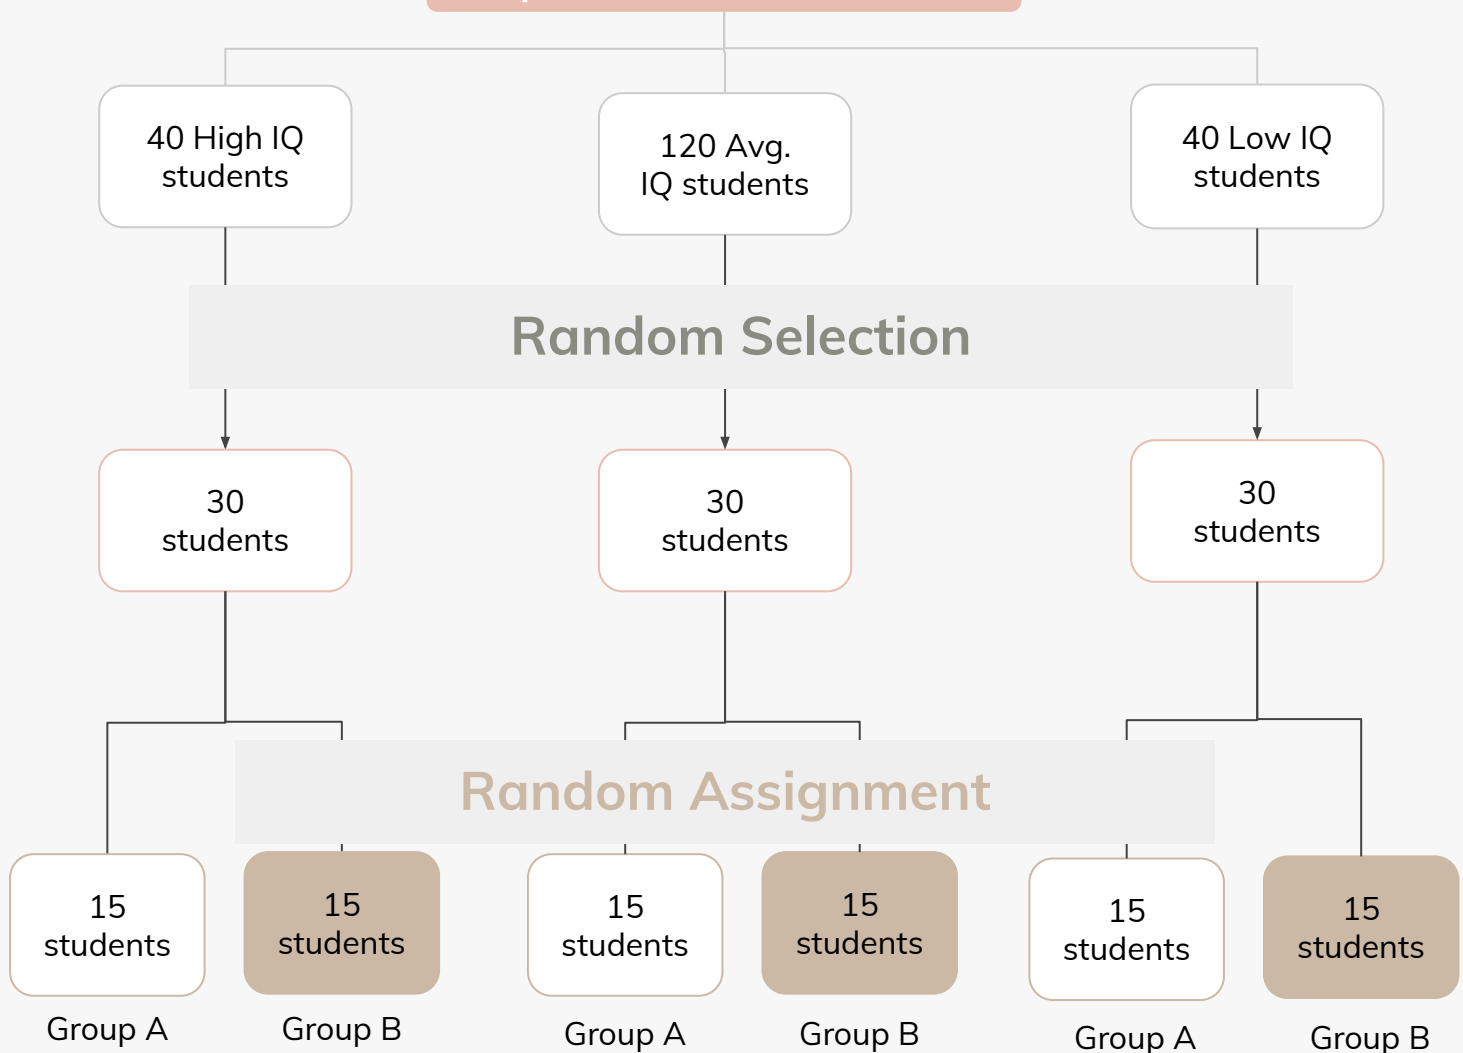 40 High IQ
students
120 Avg.
IQ students
40 Low IQ
students
Random Selection
30
students
30
students
30
students
Random Assignment
15
students
15
students
15
students
15
students
15
students
15
students
Group A
Group B
Group A
Group B
Group A
Group B